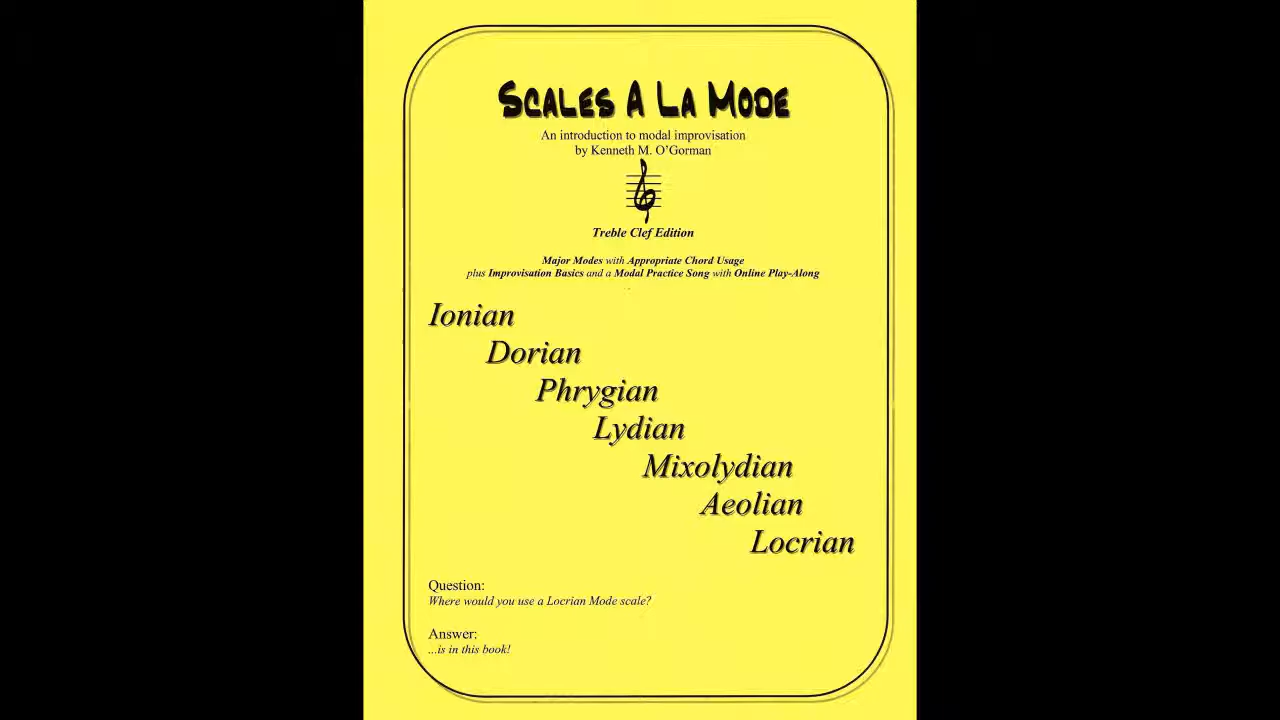 Scales A La Mode
An introduction to modal improvisation
by Kenneth M. O’Gorman
Treble Clef Edition
Major Modes with Appropriate Chord Usage
plus Improvisation Basics and a Modal Practice Song with Online Play-Along
Ionian
Dorian
Phrygian
Lydian
Mixolydian
Aeolian
Locrian
Question:
Where would you use a Locrian Mode scale?
Answer:
...is in this book!